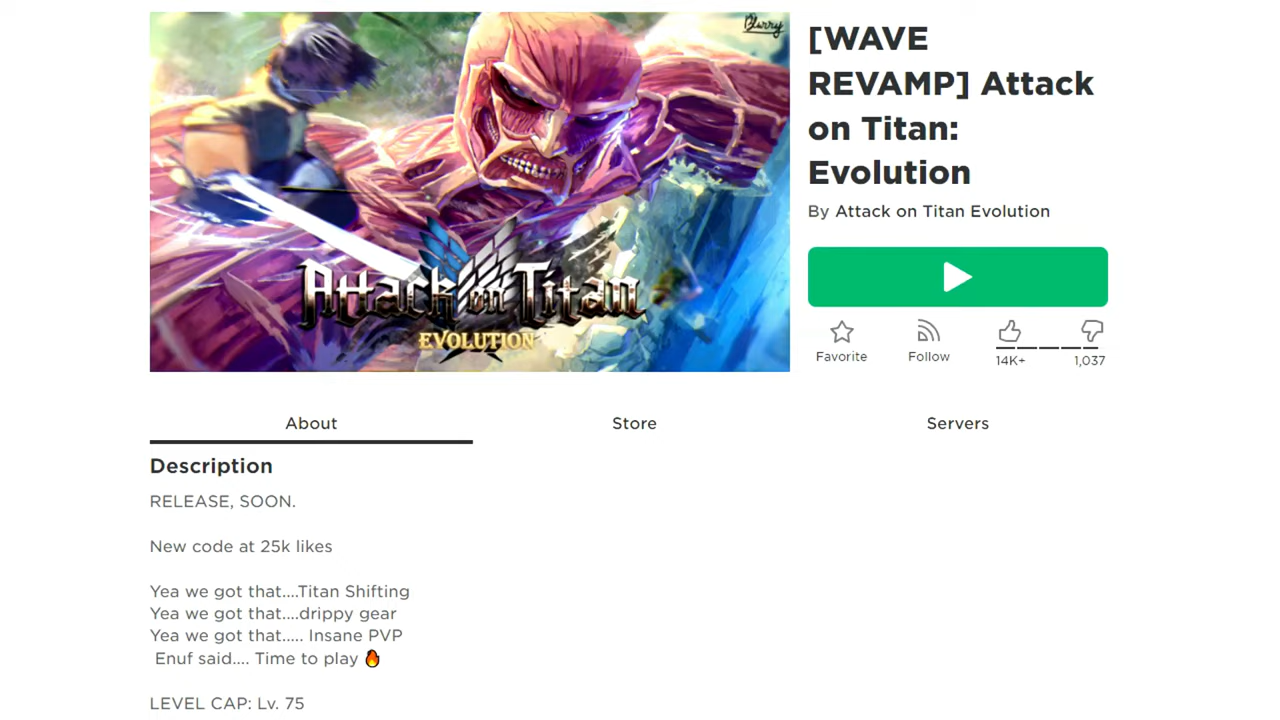 Blurry
[WAVE
REVAMP] Attack
on Titan:
Evolution
By Attack on Titan Evolution
Attack on Titan
EVOLUTION
Favorite
Follow
14K+
1,037
About
Store
Servers
Description
RELEASE, SOON.
New code at 25k likes
Yea we got that....Titan Shifting
Yea we got that....drippy gear
Yea we got that..... Insane PVP
Enuf said.... Time to play 🔥
LEVEL CAP: Lv. 75